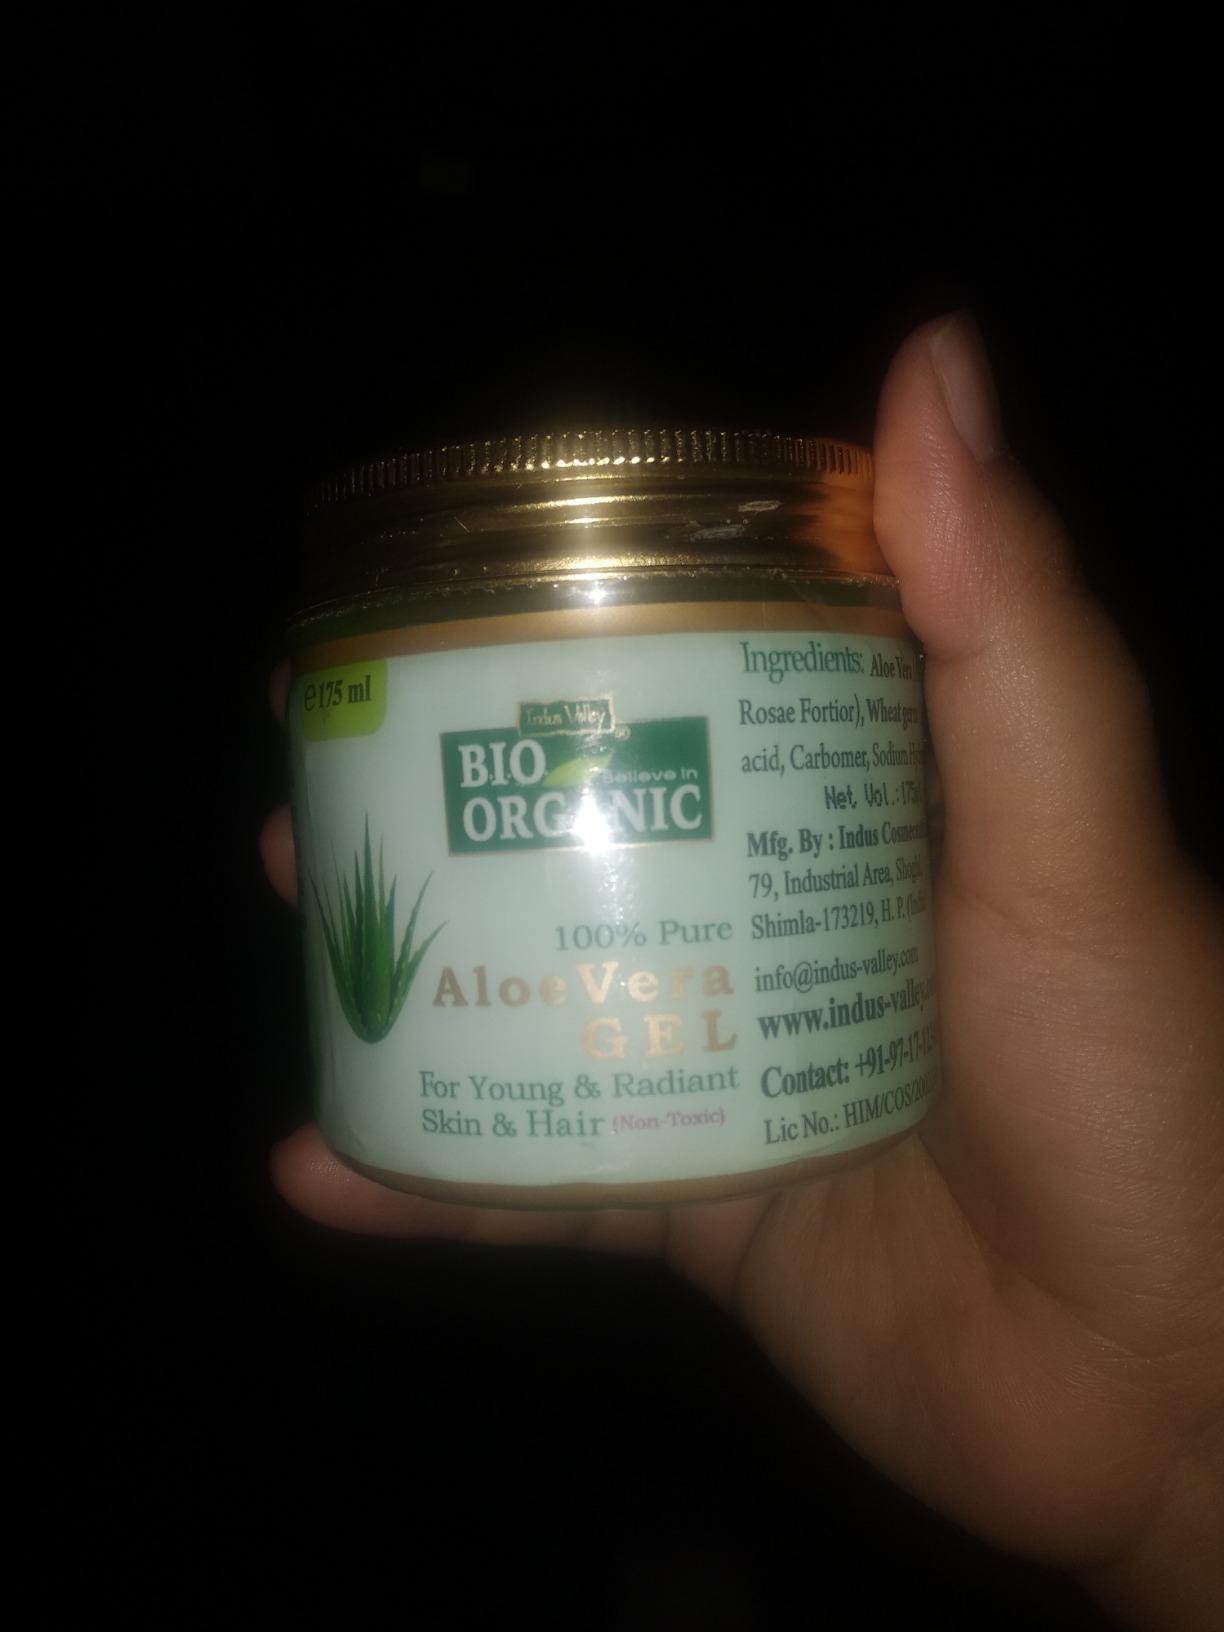 e175 ml
Indus Valley
BIO
Believe in
ORGANIC
100% Pure
AloeVera
GEL
For Young & Radiant
Skin & Hair (Non-Toxic)
Ingredients: Aloe Vera
Rosae Fortior), Wheat germ
acid, Carbomer, Sodium
Net. Vol.:175
Mfg. By : Indus
79, Industrial Area, Shoghi,
Shimla-173219, H. P.
info@indus-valley.com
www.indus-valley.
Contact: +91-97-17-
Lic No.: HIM/COS/